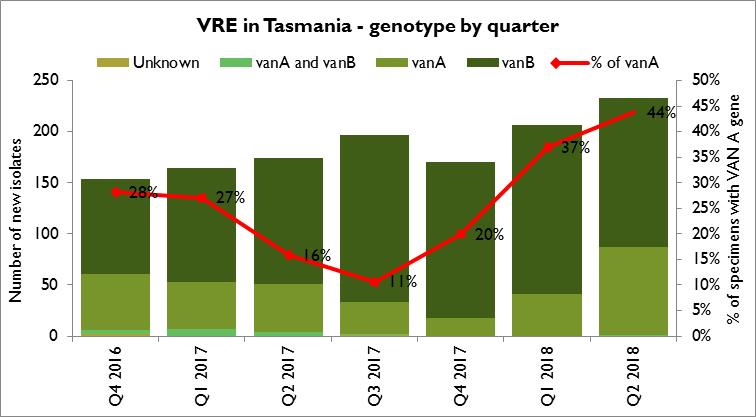 VRE in Tasmania - genotype by quarter
Unknown vanA and vanB vanA vanB % of vanA
Number of new isolates
250
200
150
100
50
0
28%
27%
16%
11%
20%
37%
44%
50%
45%
40%
35%
30%
25%
20%
15%
10%
5%
0%
% of specimens with VAN A gene
Q4 2016
Q1 2017
Q2 2017
Q3 2017
Q4 2017
Q1 2018
Q2 2018